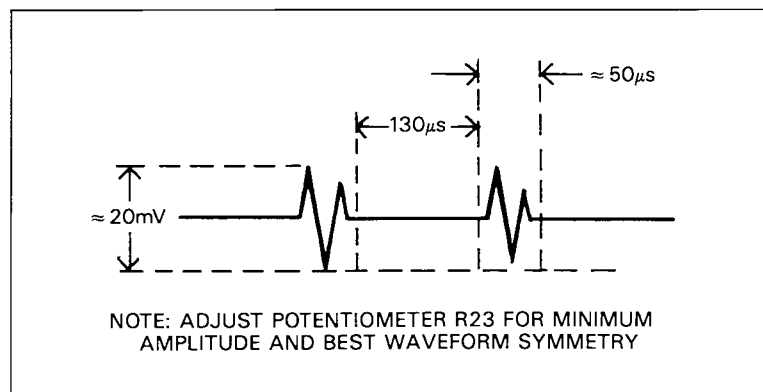 ≈ 50µs
130µs
≈ 20mV
NOTE: ADJUST POTENTIOMETER R23 FOR MINIMUM
AMPLITUDE AND BEST WAVEFORM SYMMETRY